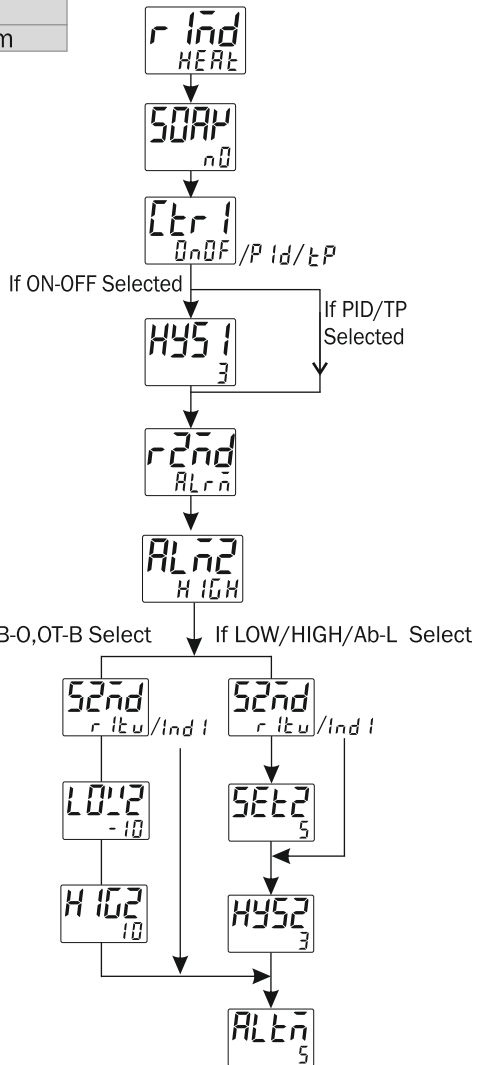 m
r1md
HEAt
SOAK
nO
Ctr1
OnOF/PId/tP
If ON-OFF Selected
If PID/TP
Selected
HYS1
3
r2md
ALrm
ALm2
HIGH
B-O,OT-B Select
If LOW/HIGH/Ab-L Select
S2md
S2md
r1tu/Ind1
r1tu/Ind1
LOW2
-10
SEt2
5
HIG2
10
HYS2
3
ALtm
5